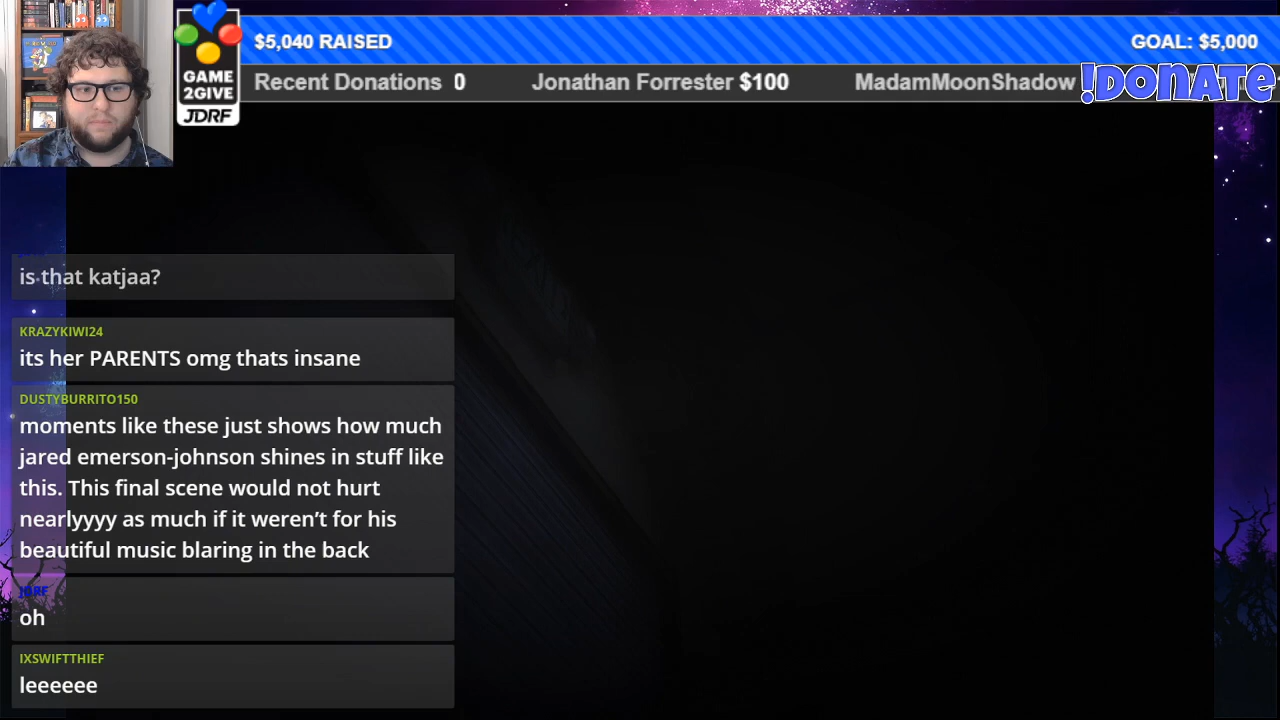 $5,040 RAISED
GOAL: $5,000
GAME
2GIVE
JDRF
Recent Donations 0
Jonathan Forrester $100
MadamMoonShadow
!DONATE
is that katjaa?
KRAZYKIWI24
its her PARENTS omg thats insane
DUSTYBURRITO150
moments like these just shows how much
jared emerson-johnson shines in stuff like
this. This final scene would not hurt
nearlyyyy as much if it weren't for his
beautiful music blaring in the back
JDRF
oh
IXSWIFTTHIEF
leeeeee